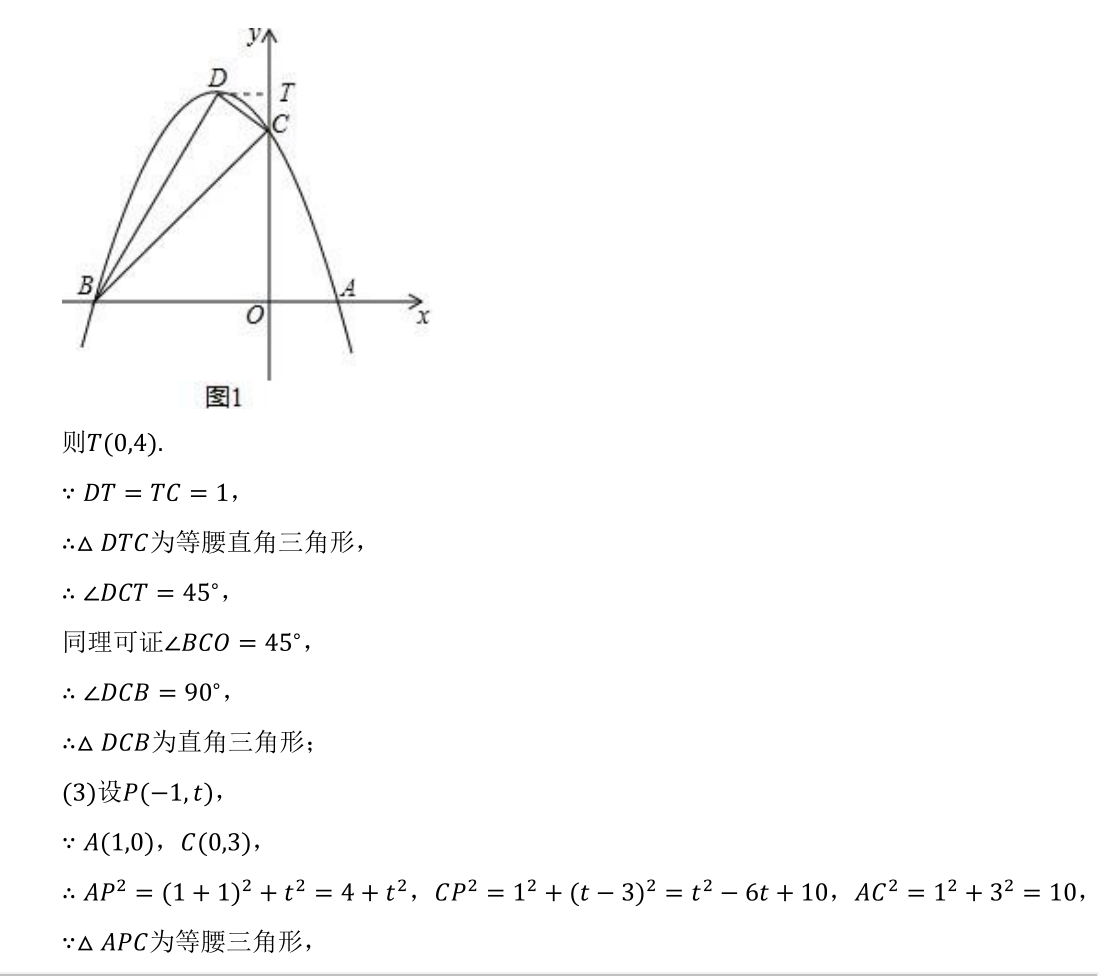 y
D
T
C
B
A
O
x
图1
则T(0,4).
∵ DT = TC = 1，
∴△ DTC为等腰直角三角形，
∴ ∠DCT = 45°，
同理可证∠BCO = 45°，
∴ ∠DCB = 90°，
∴△ DCB为直角三角形；
(3)设P(−1, t)，
∵ A(1,0)，C(0,3)，
∴ AP² = (1 + 1)² + t² = 4 + t²，CP² = 1² + (t − 3)² = t² − 6t + 10，AC² = 1² + 3² = 10，
∵△ APC为等腰三角形，